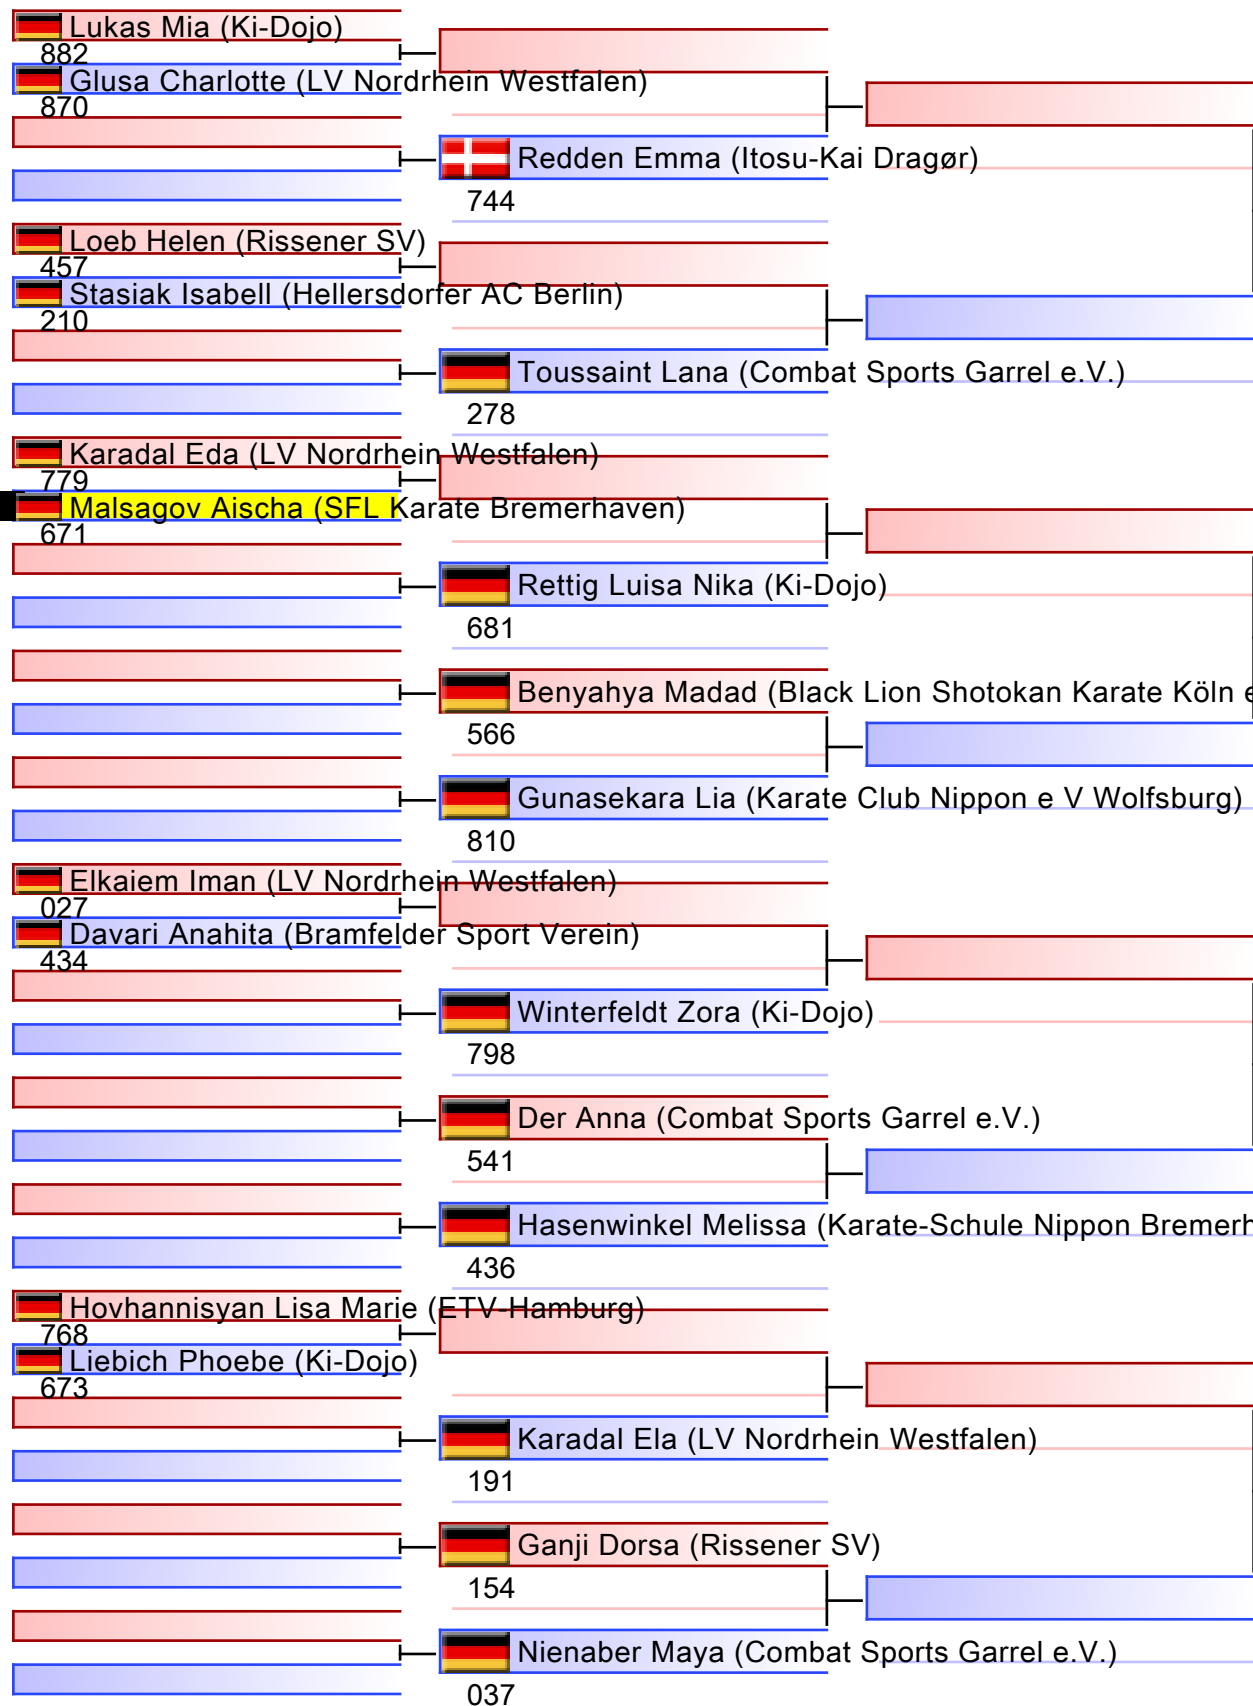 Lukas Mia (Ki-Dojo)
882
Glusa Charlotte (LV Nordrhein Westfalen)
870
Redden Emma (Itosu-Kai Dragør)
744
Loeb Helen (Rissener SV)
457
Stasiak Isabell (Hellersdorfer AC Berlin)
210
Toussaint Lana (Combat Sports Garrel e.V.)
278
Karadal Eda (LV Nordrhein Westfalen)
779
Malsagov Aischa (SFL Karate Bremerhaven)
671
Rettig Luisa Nika (Ki-Dojo)
681
Benyahya Madad (Black Lion Shotokan Karate Köln e
566
Gunasekara Lia (Karate Club Nippon e V Wolfsburg)
810
Elkaiem Iman (LV Nordrhein Westfalen)
027
Davari Anahita (Bramfelder Sport Verein)
434
Winterfeldt Zora (Ki-Dojo)
798
Der Anna (Combat Sports Garrel e.V.)
541
Hasenwinkel Melissa (Karate-Schule Nippon Bremerh
436
Hovhannisyan Lisa Marie (ETV-Hamburg)
768
Liebich Phoebe (Ki-Dojo)
673
Karadal Ela (LV Nordrhein Westfalen)
191
Ganji Dorsa (Rissener SV)
154
Nienaber Maya (Combat Sports Garrel e.V.)
037